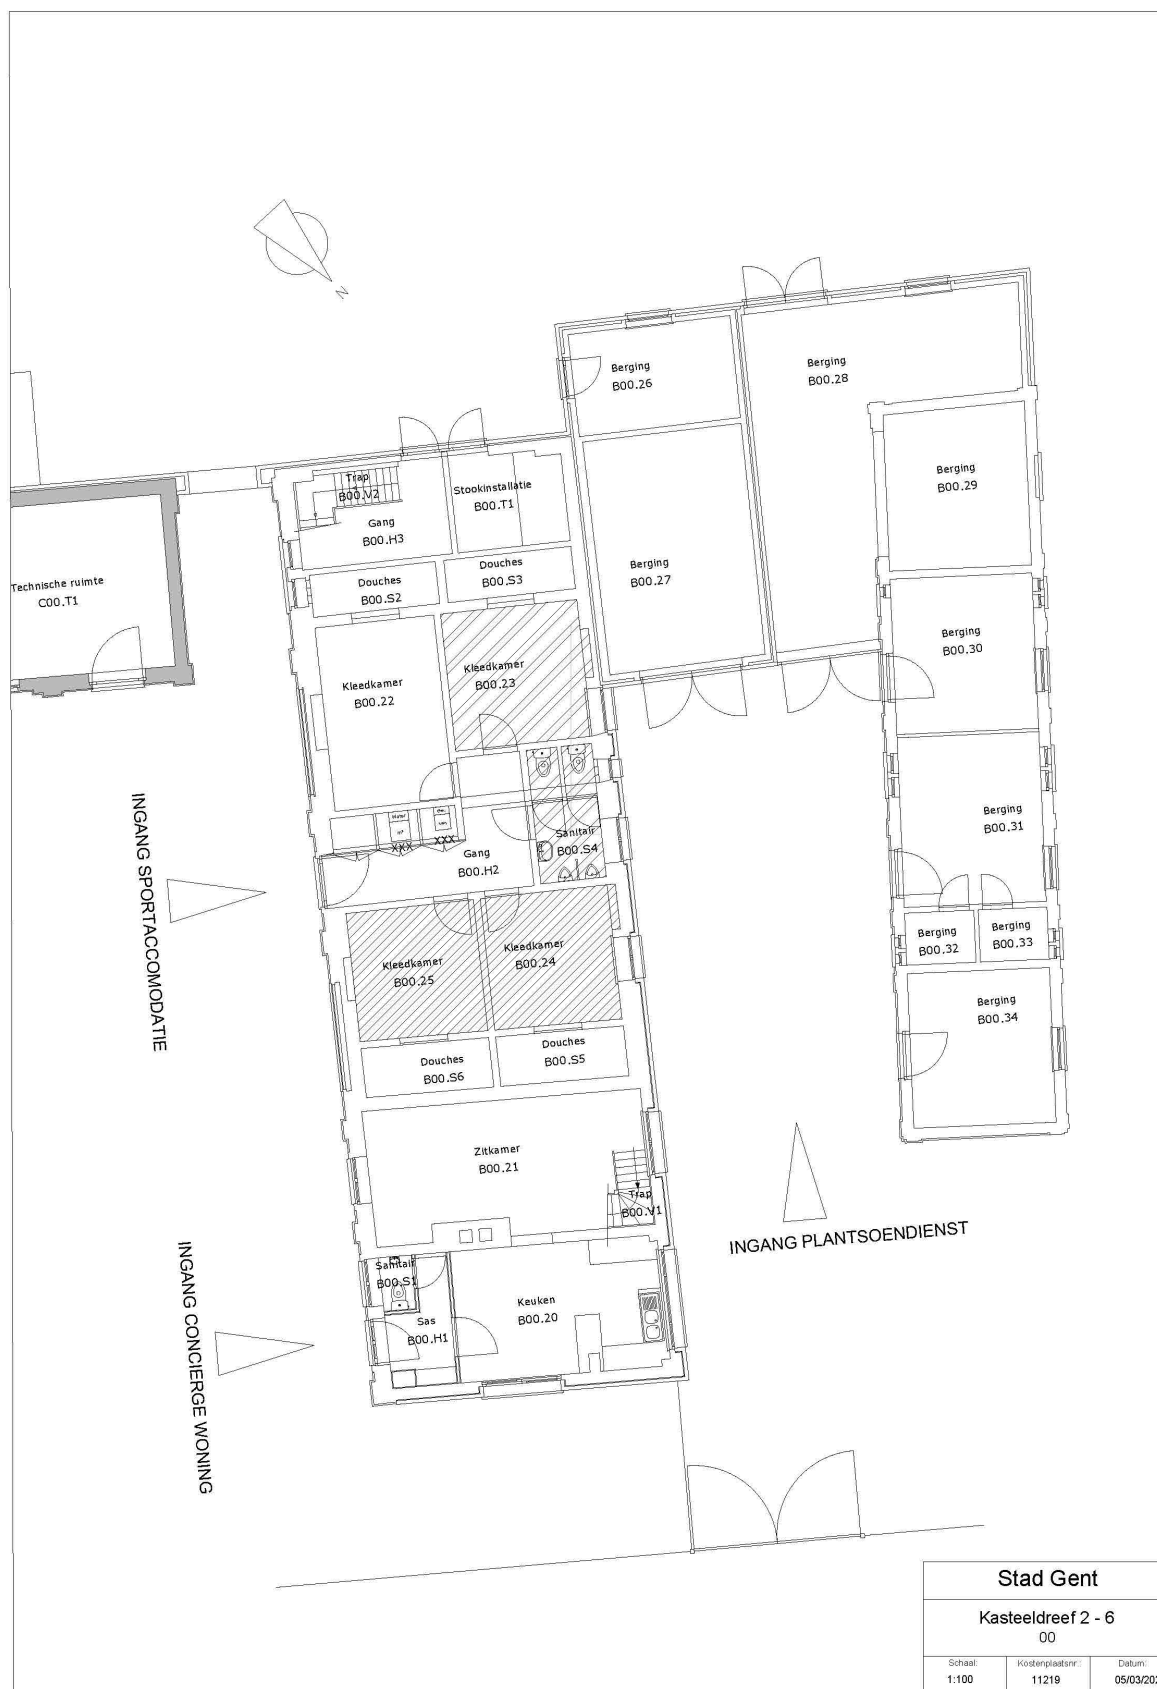 N
Berging
B00.26
Berging
B00.28
Trap
B00.V2
Stookinstallatie
B00.T1
Gang
B00.H3
Berging
B00.29
Technische ruimte
C00.T1
Douches
B00.S2
Douches
B00.S3
Berging
B00.27
Berging
B00.30
Kleedkamer
B00.22
Kleedkamer
B00.23
INGANG SPORTACCOMODATIE
XXX
XXX
Gang
B00.H2
Sanitair
B00.S4
Berging
B00.31
Kleedkamer
B00.25
Kleedkamer
B00.24
Berging
B00.32
Berging
B00.33
Berging
B00.34
Douches
B00.S6
Douches
B00.S5
Zitkamer
B00.21
Trap
B00.V1
INGANG PLANTSOENDIENST
INGANG CONCIERGE WONING
Sanitair
B00.S1
Sas
B00.H1
Keuken
B00.20
Stad Gent
Kasteeldreef 2 - 6
00
Schaal: Kostenplaatsnr.: Datum:
1:100 11219 05/03/202